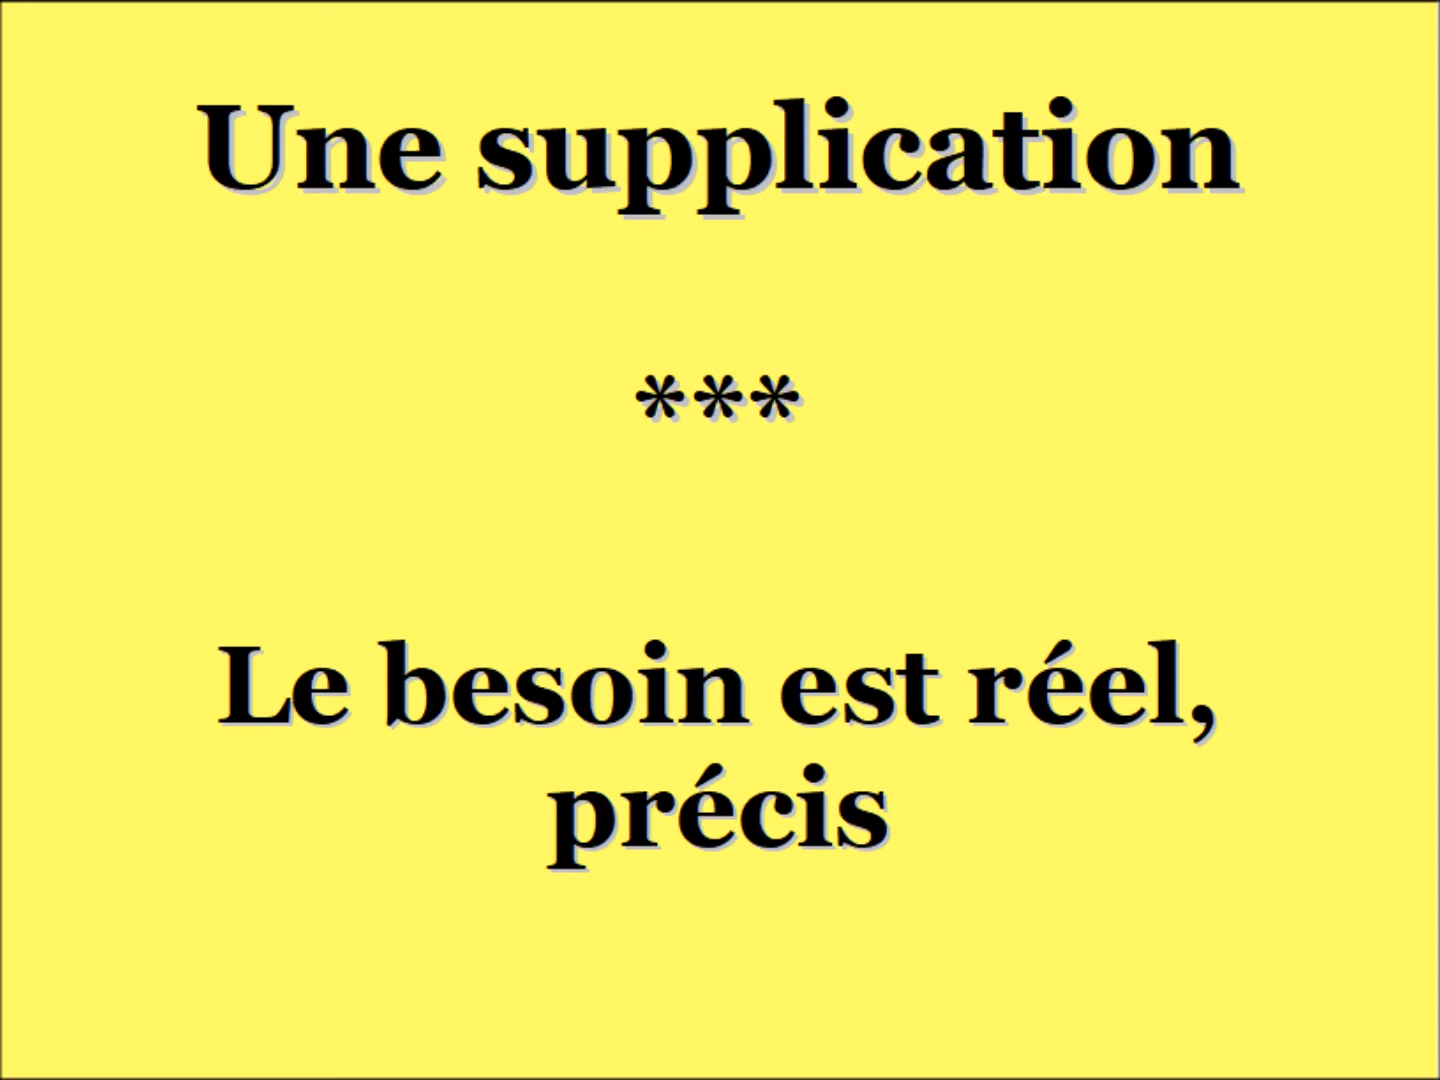 Une supplication
***
Le besoin est réel,
précis